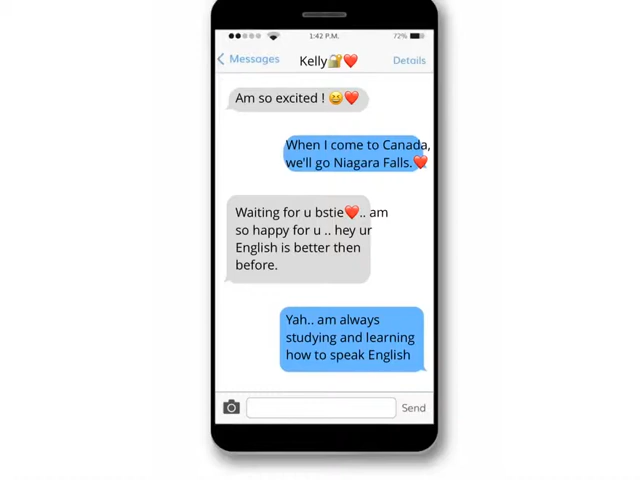 1:42 P.M.
72%
Messages
Kelly🔐❤️
Details
Am so excited ! 😆❤️
When I come to Canada,
we'll go Niagara Falls.❤️
Waiting for u bstie❤️.. am
so happy for u .. hey ur
English is better then
before.
Yah.. am always
studying and learning
how to speak English
Send